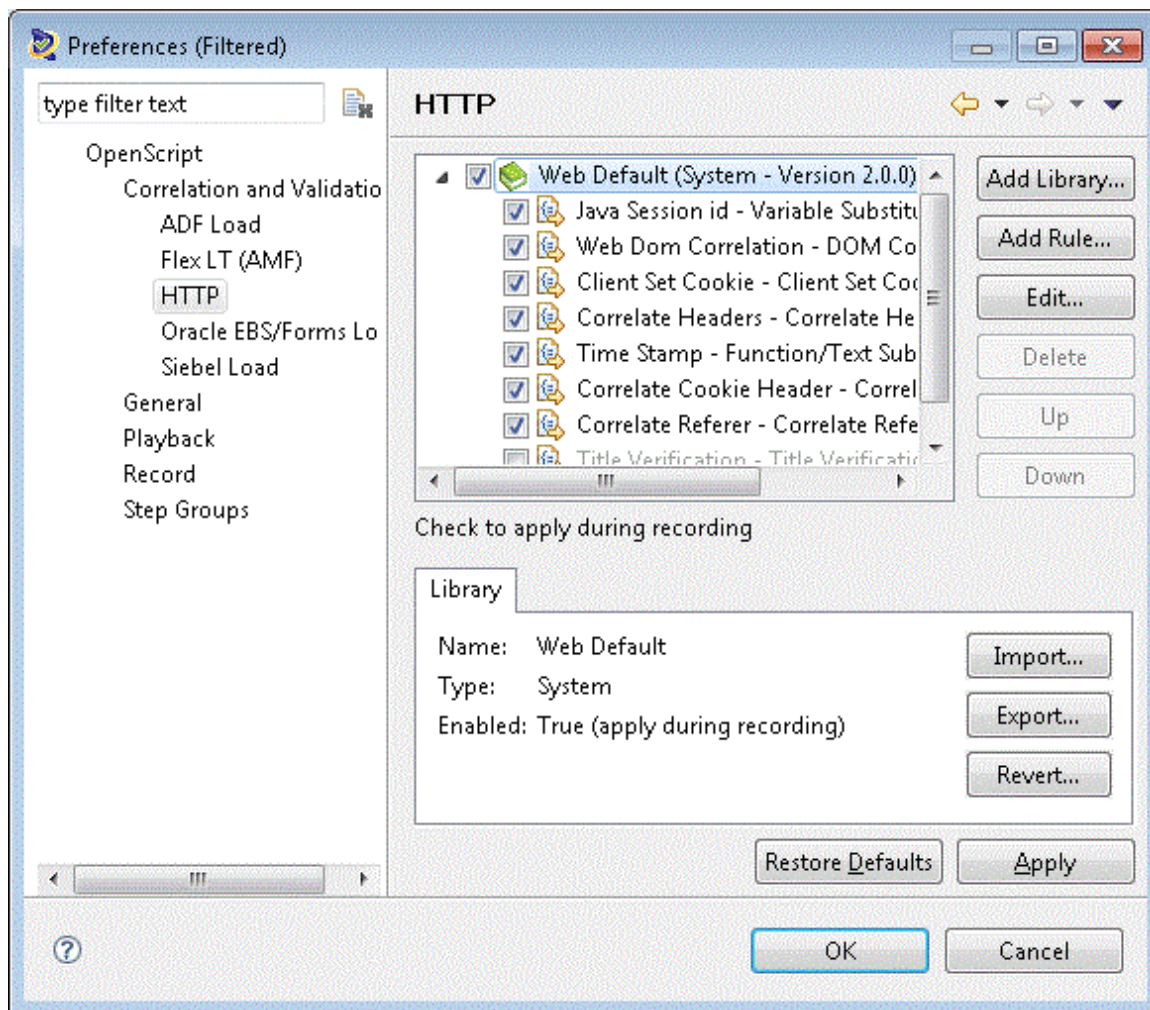 Preferences (Filtered)
type filter text
OpenScript
Correlation and Validatio
ADF Load
Flex LT (AMF)
HTTP
Oracle EBS/Forms Lo
Siebel Load
General
Playback
Record
Step Groups
HTTP
Web Default (System - Version 2.0.0)
Java Session id - Variable Substitu
Web Dom Correlation - DOM Co
Client Set Cookie - Client Set Coo
Correlate Headers - Correlate He
Time Stamp - Function/Text Sub
Correlate Cookie Header - Correl
Correlate Referer - Correlate Refe
Title Verification - Title Verificatio
Add Library...
Add Rule...
Edit...
Delete
Up
Down
Check to apply during recording
Library
Name: Web Default
Type: System
Enabled: True (apply during recording)
Import...
Export...
Revert...
Restore Defaults
Apply
OK
Cancel